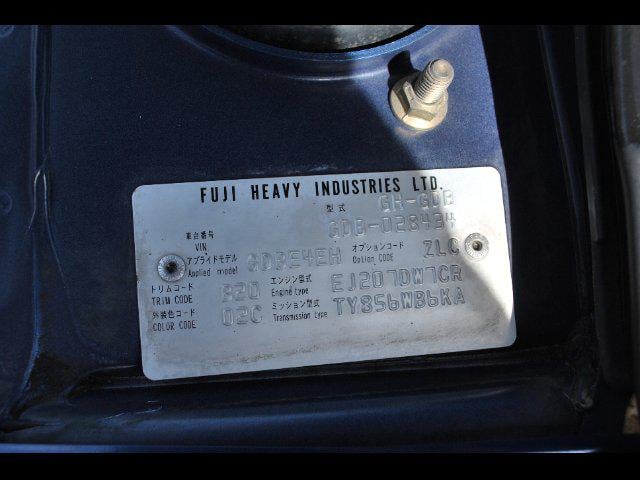 FUJI HEAVY INDUSTRIES LTD.
型式 GH-GDB
車台番号 VIN GDB-028434
アプライドモデル Applied model GDBE4EH オプションコード Option CODE ZLC
トリムコード TRIM CODE エンジン型式 Engine type EJ207DW7CR
外装色コード COLOR CODE 02C ミッション型式 Transmission type TY856WB6KA